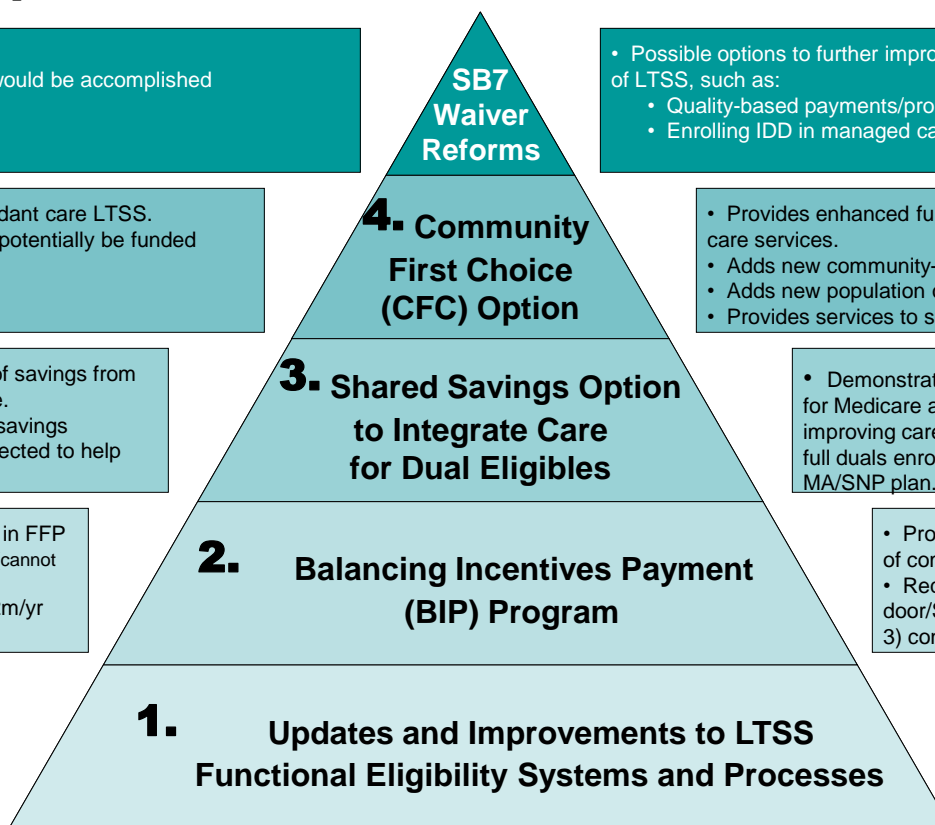 would be accomplished
SB7
Waiver
Reforms
• Possible options to further impro
of LTSS, such as:
• Quality-based payments/pro
• Enrolling IDD in managed ca
dant care LTSS.
potentially be funded
4. Community
First Choice
(CFC) Option
• Provides enhanced fu
care services.
• Adds new community-
• Adds new population
• Provides services to s
of savings from
e.
savings
ected to help
3. Shared Savings Option
to Integrate Care
for Dual Eligibles
• Demonstrat
for Medicare a
improving care
full duals enro
MA/SNP plan.
in FFP
cannot
m/yr
2. Balancing Incentives Payment
(BIP) Program
• Pro
of cor
• Rec
door/S
3) cor
1. Updates and Improvements to LTSS
Functional Eligibility Systems and Processes